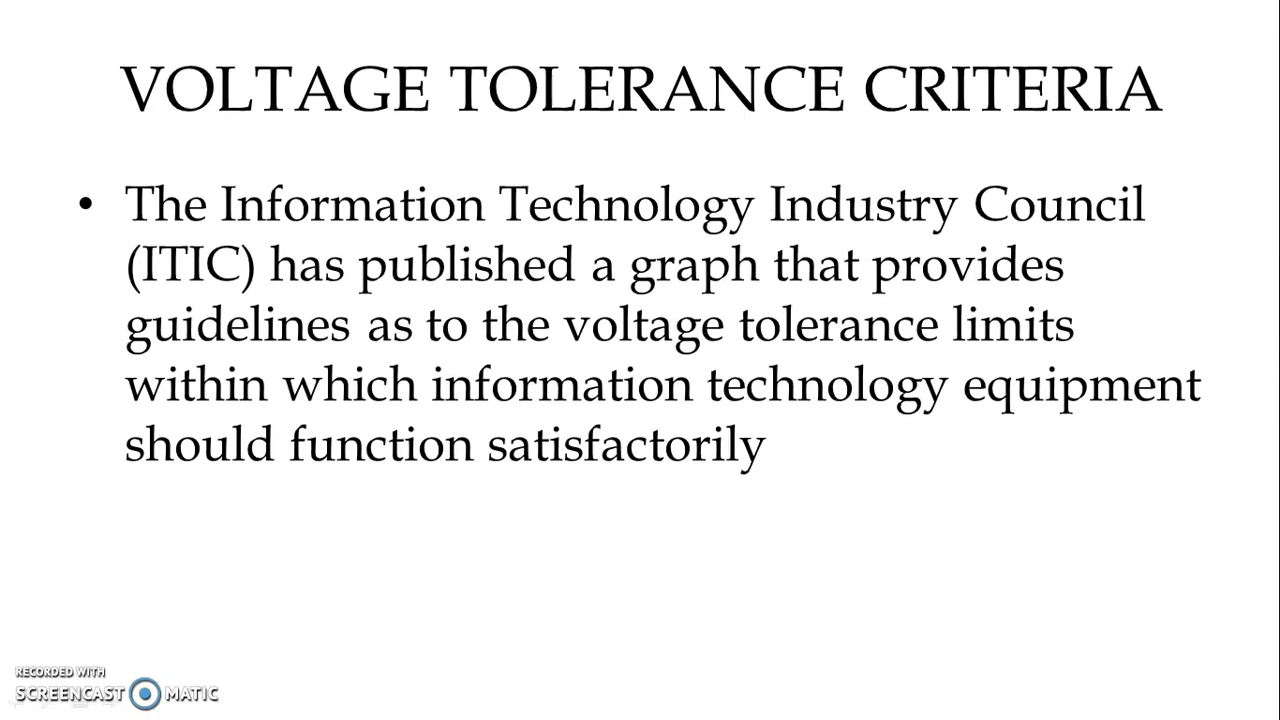 VOLTAGE TOLERANCE CRITERIA
• The Information Technology Industry Council
(ITIC) has published a graph that provides
guidelines as to the voltage tolerance limits
within which information technology equipment
should function satisfactorily
RECORDED WITH
SCREENCAST MATIC